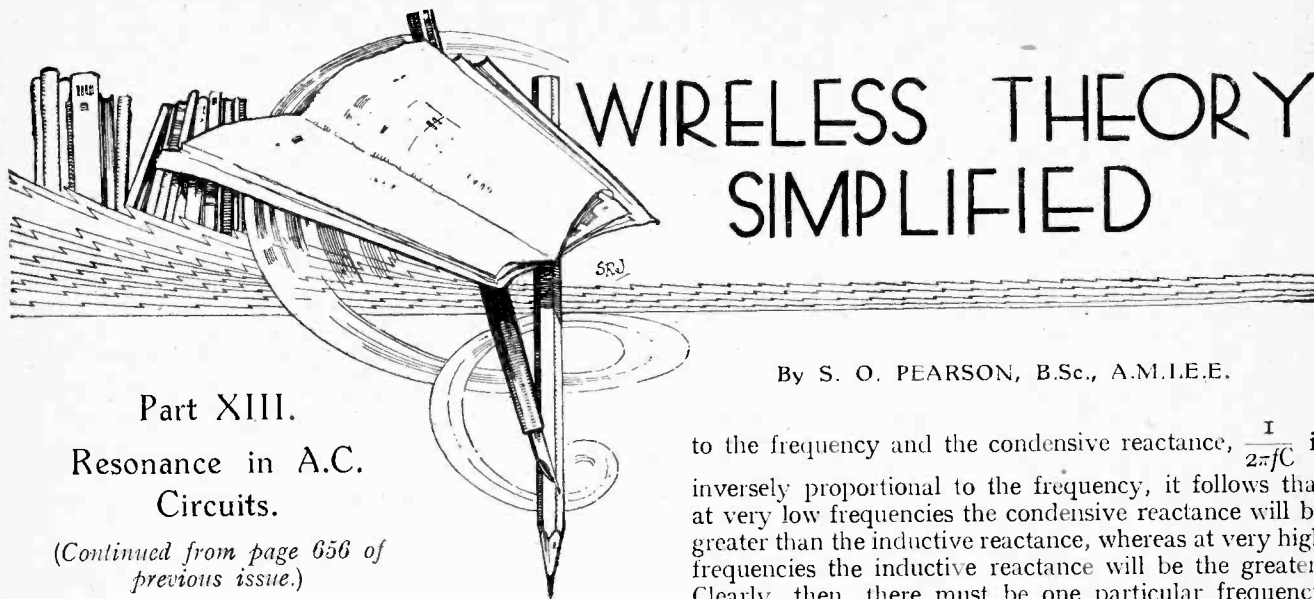 WIRELESS THEORY
SIMPLIFIED
SRJ
Part XIII.
Resonance in A.C.
Circuits.
(Continued from page 656 of
previous issue.)
By S. O. PEARSON, B.Sc., A.M.I.E.E.
to the frequency and the condensive reactance, 1/2πfC i
inversely proportional to the frequency, it follows tha
at very low frequencies the condensive reactance will b
greater than the inductive reactance, whereas at very high
frequencies the inductive reactance will be the greater
Clearly, then, there must be one particular frequenc